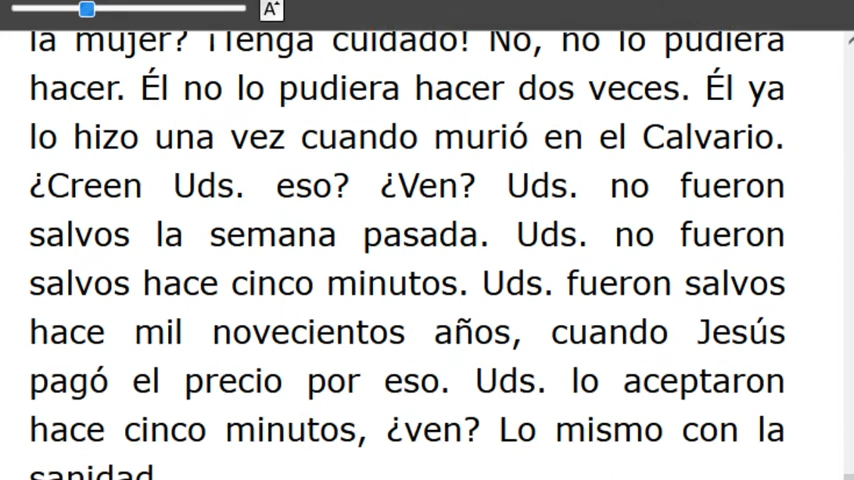 A
la mujer? ¡Tenga cuidado! No, no lo pudiera
hacer. Él no lo pudiera hacer dos veces. Él ya
lo hizo una vez cuando murió en el Calvario.
¿Creen Uds. eso? ¿Ven? Uds. no fueron
salvos la semana pasada. Uds. no fueron
salvos hace cinco minutos. Uds. fueron salvos
hace mil novecientos años, cuando Jesús
pagó el precio por eso. Uds. lo aceptaron
hace cinco minutos, ¿ven? Lo mismo con la
sanidad